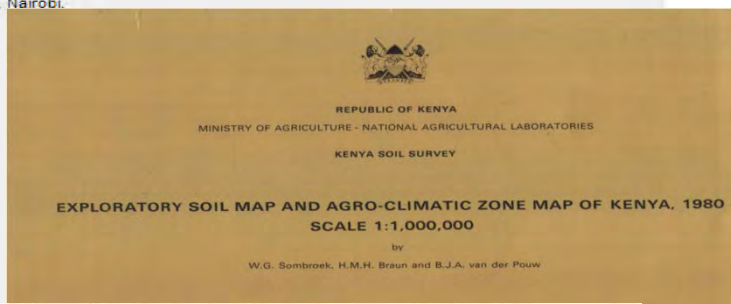 Nairobi.
REPUBLIC OF KENYA
MINISTRY OF AGRICULTURE - NATIONAL AGRICULTURAL LABORATORIES
KENYA SOIL SURVEY
EXPLORATORY SOIL MAP AND AGRO-CLIMATIC ZONE MAP OF KENYA, 1980
SCALE 1:1,000,000
by
W.G. Sombroek, H.M.H. Braun and B.J.A. van der Pouw